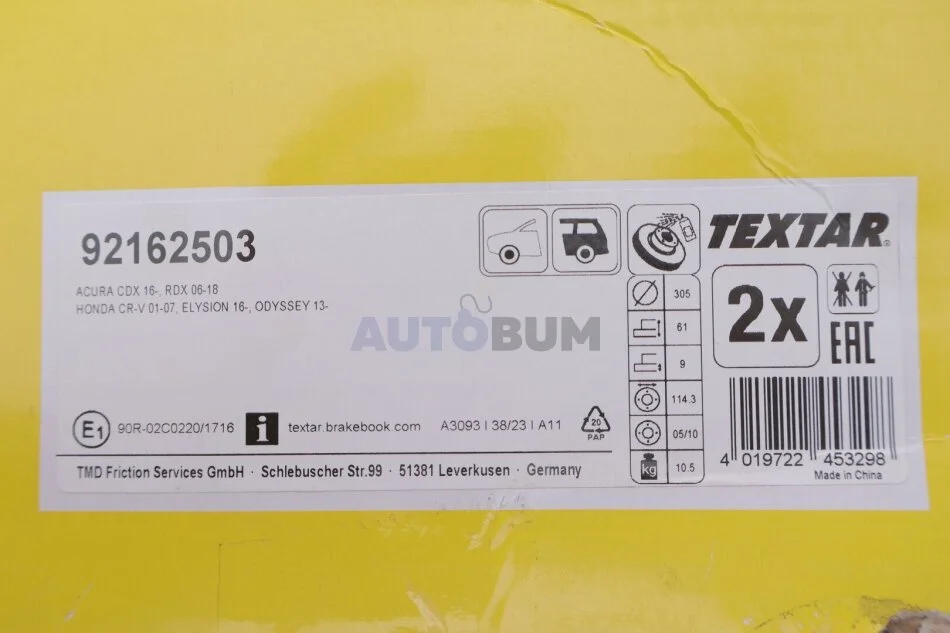 92162503
ACURA CDX 16-, RDX 06-18
HONDA CR-V 01-07, ELYSION 16-, ODYSSEY 13-
AUTOBUM
E1
90R-02C0220/1716
i
textar.brakebook.com
A3093 | 38/23 | A11
20
PAP
TMD Friction Services GmbH · Schlebuscher Str.99 · 51381 Leverkusen · Germany
305
61
9
114.3
05/10
kg
10.5
TEXTAR®
2x
EAC
4 019722 453298
Made in China